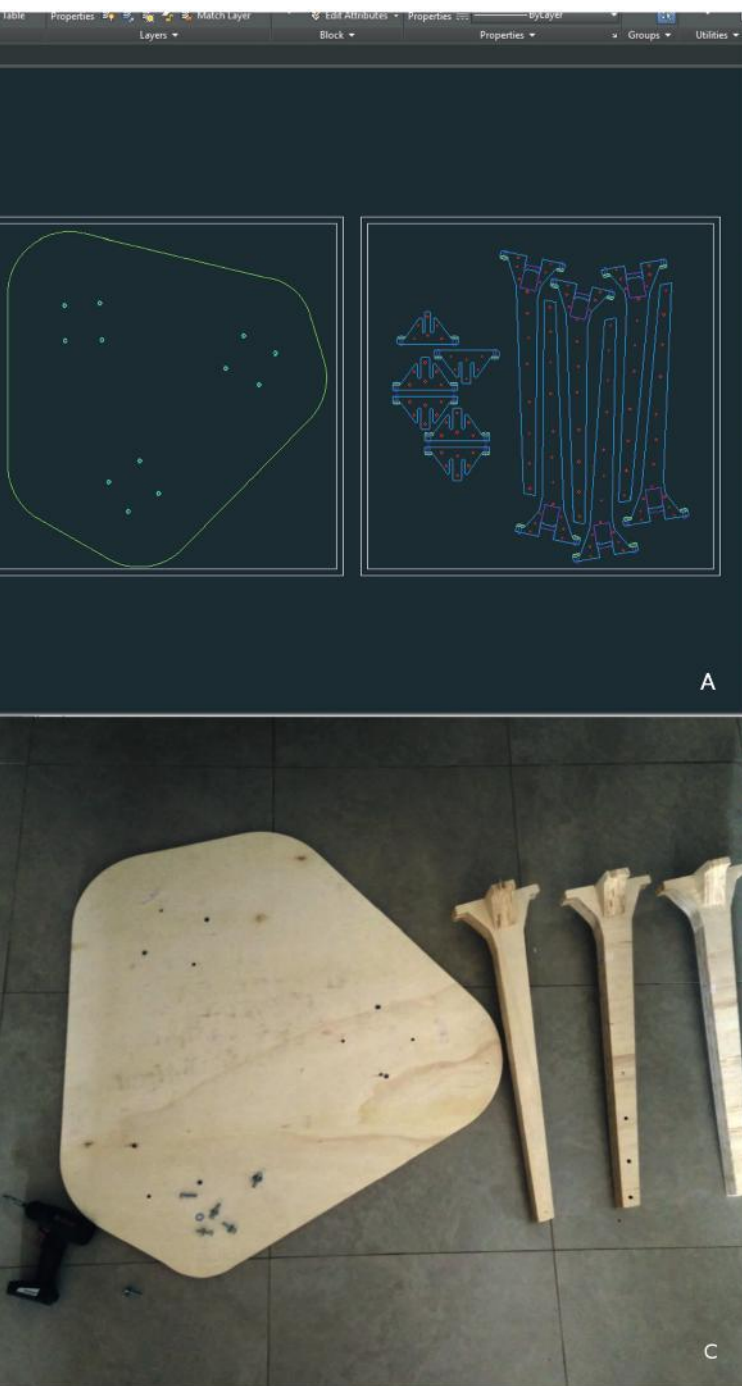 Table Properties Match Layer Edit Attributes Properties ByLayer
Layers Block Properties Groups Utilities
A
C